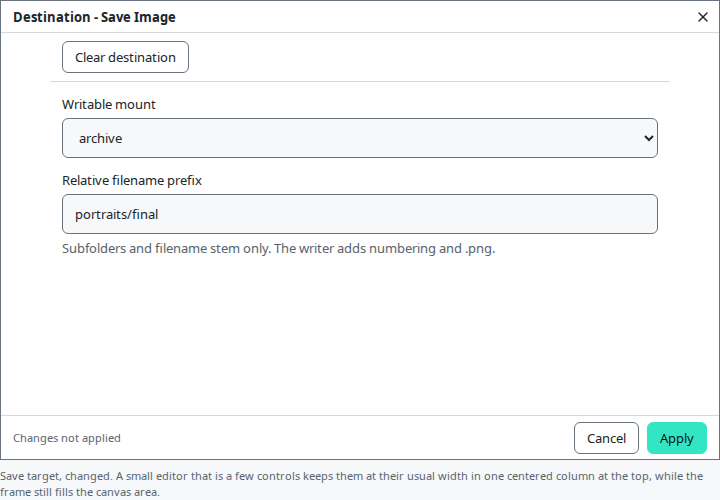 Destination - Save Image
Clear destination
Writable mount
archive
Relative filename prefix
portraits/final
Subfolders and filename stem only. The writer adds numbering and .png.
Changes not applied
Cancel
Apply
Save target, changed. A small editor that is a few controls keeps them at their usual width in one centered column at the top, while the
frame still fills the canvas area.